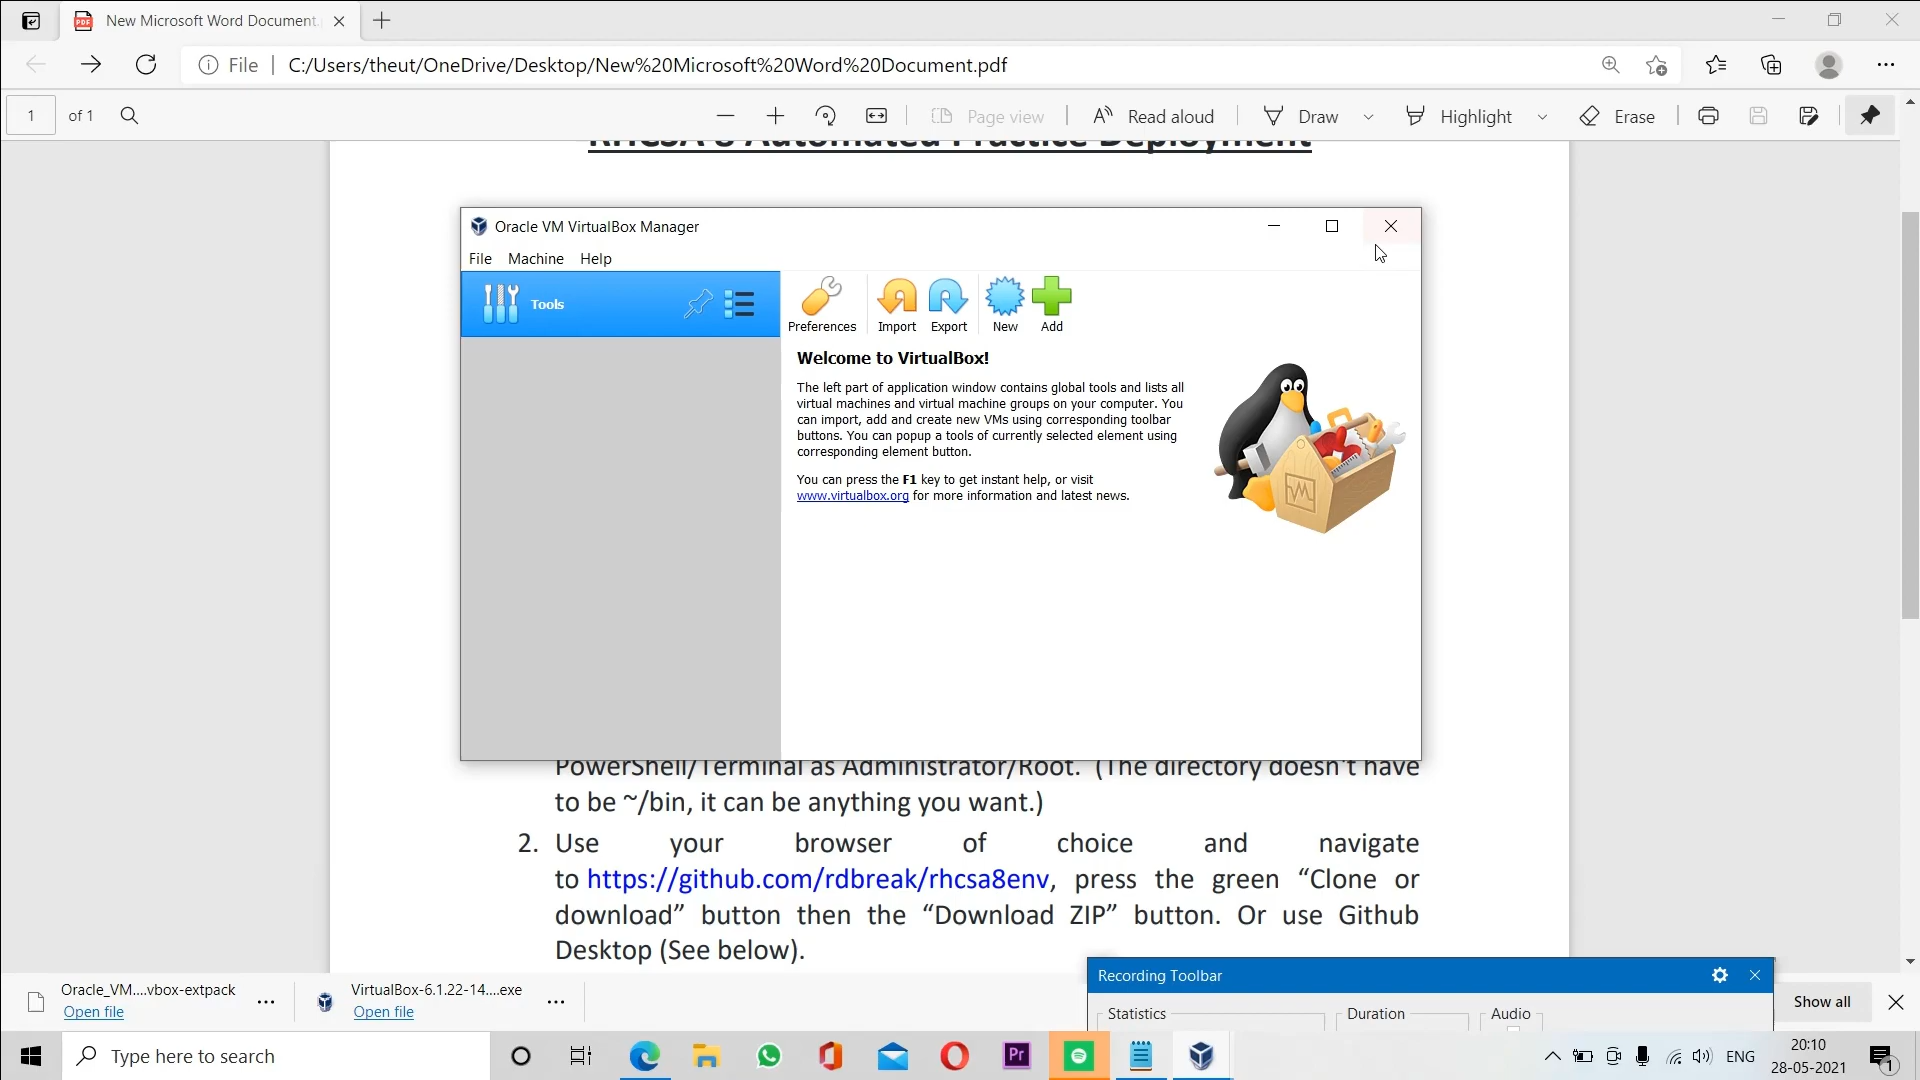 New Microsoft Word Document.
File
C:/Users/theut/OneDrive/Desktop/New%20Microsoft%20Word%20Document.pdf
1 of 1
Page view
Read aloud
Draw
Highlight
Erase
RHCSA 8 Automated Practice Deployment
Oracle VM VirtualBox Manager
File Machine Help
Tools
Preferences Import Export New Add
Welcome to VirtualBox!
The left part of application window contains global tools and lists all
virtual machines and virtual machine groups on your computer. You
can import, add and create new VMs using corresponding toolbar
buttons. You can popup a tools of currently selected element using
corresponding element button.
You can press the F1 key to get instant help, or visit
www.virtualbox.org for more information and latest news.
PowerShell/Terminal as Administrator/Root. (The directory doesn't have
to be ~/bin, it can be anything you want.)
2. Use your browser of choice and navigate
to https://github.com/rdbreak/rhcsa8env, press the green “Clone or
download” button then the “Download ZIP” button. Or use Github
Desktop (See below).
Oracle_VM....vbox-extpack
Open file
VirtualBox-6.1.22-14....exe
Open file
Recording Toolbar
Statistics
Duration
Audio
Show all
Type here to search
Pr
ENG
20:10
28-05-2021
1